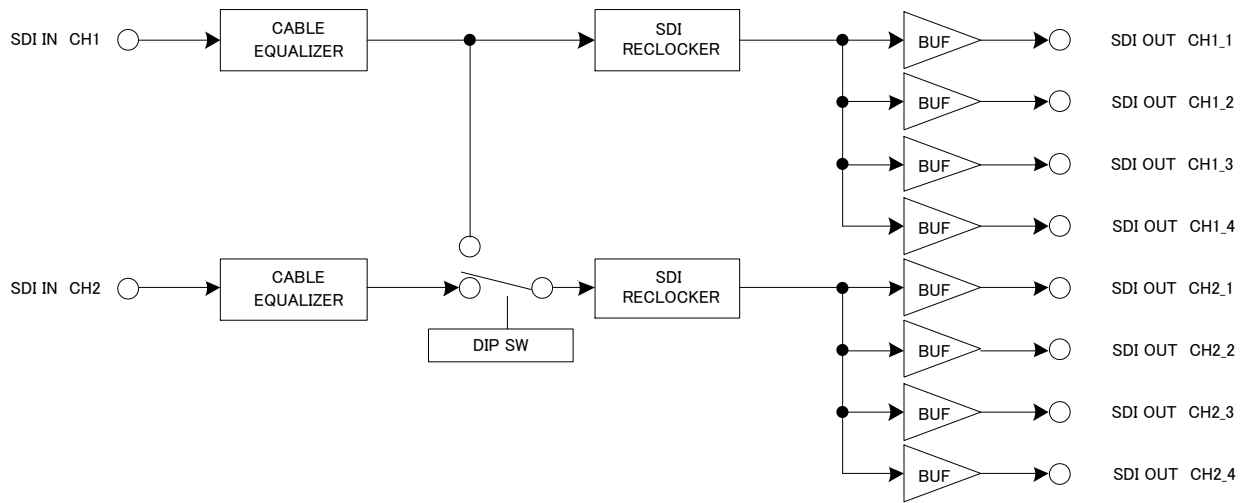 SDI IN CH1
CABLE
EQUALIZER
SDI
RECLOCKER
BUF
SDI OUT CH1_1
BUF
SDI OUT CH1_2
BUF
SDI OUT CH1_3
BUF
SDI OUT CH1_4
SDI IN CH2
CABLE
EQUALIZER
DIP SW
SDI
RECLOCKER
BUF
SDI OUT CH2_1
BUF
SDI OUT CH2_2
BUF
SDI OUT CH2_3
BUF
SDI OUT CH2_4